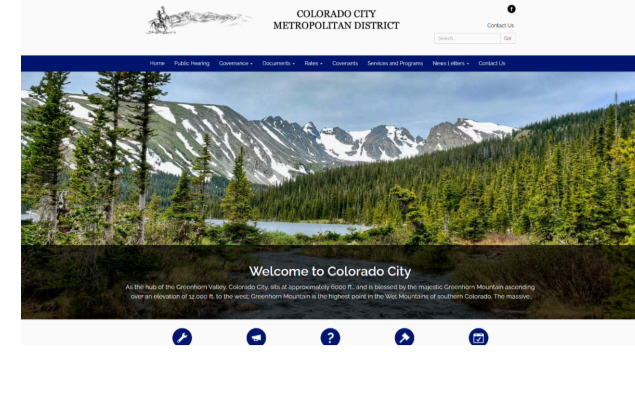 COLORADO CITY
METROPOLITAN DISTRICT
Contact Us
Search...
Go!
Home Public Hearing Governance Documents Rates Covenants Services and Programs News Letters Contact Us
Welcome to Colorado City
As the hub of the Greenhorn Valley, Colorado City, sits at approximately 6000 ft., and is blessed by the majestic Greenhorn Mountain ascending
over an elevation of 12,000 ft. to the west; Greenhorn Mountain is the highest point in the Wet Mountains of southern Colorado. The massive,